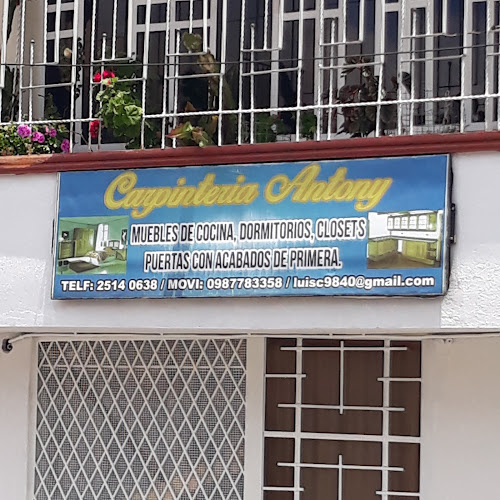 Carpinteria Antony
MUEBLES DE COCINA, DORMITORIOS, CLOSETS
PUERTAS CON ACABADOS DE PRIMERA.
TELF: 2514 0638 / MOVI: 0987783358 / luisc9840@gmail.com